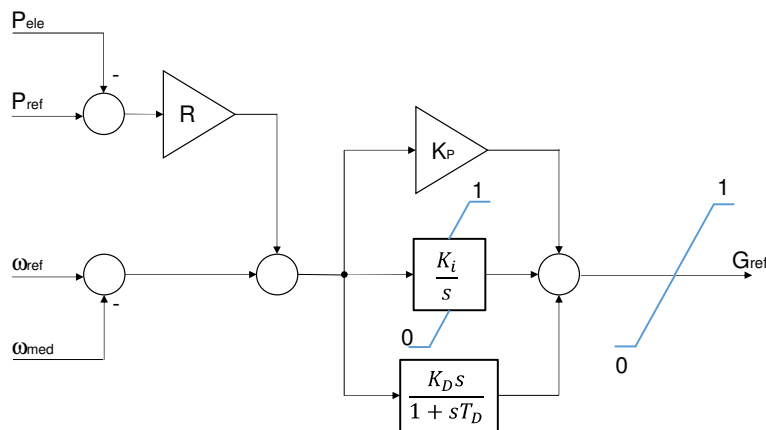 Pele
-
Pref
R
KP
1
1
ωref
Ki
s
Gref
-
0
0
ωmed
KDs
1 + sTD